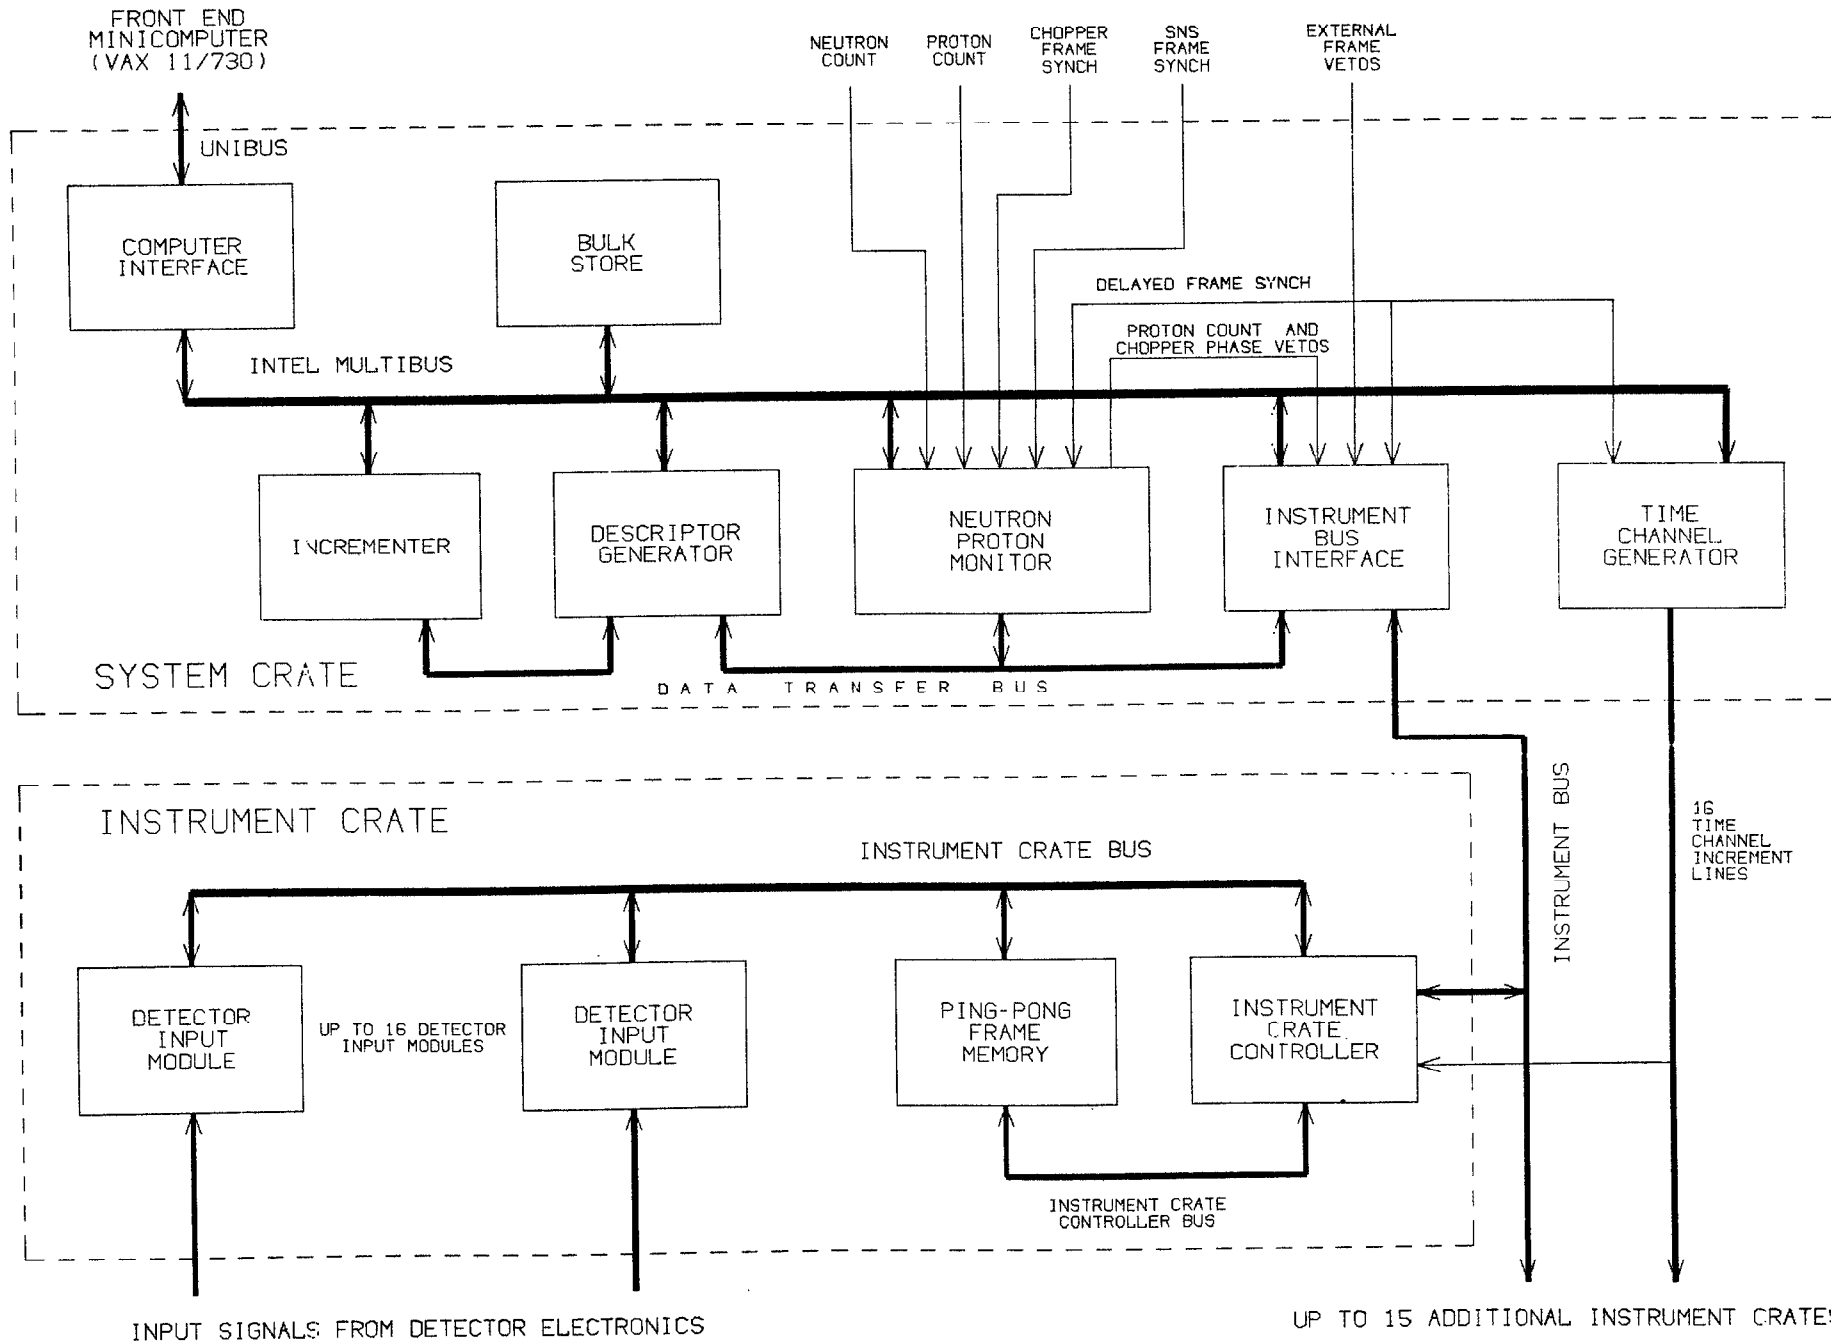 FRONT END
MINICOMPUTER
(VAX 11/730)
NEUTRON
COUNT
PROTON
COUNT
CHOPPER
FRAME
SYNCH
SNS
FRAME
SYNCH
EXTERNAL
FRAME
VETOS
UNIBUS
COMPUTER
INTERFACE
BULK
STORE
DELAYED FRAME SYNCH
PROTON COUNT AND
CHOPPER PHASE VETOS
INTEL MULTIBUS
INCREMENTER
DESCRIPTOR
GENERATOR
NEUTRON
PROTON
MONITOR
INSTRUMENT
BUS
INTERFACE
TIME
CHANNEL
GENERATOR
SYSTEM CRATE
DATA TRANSFER BUS
INSTRUMENT CRATE
INSTRUMENT CRATE BUS
INSTRUMENT BUS
16
TIME
CHANNEL
INCREMENT
LINES
DETECTOR
INPUT
MODULE
UP TO 16 DETECTOR
INPUT MODULES
DETECTOR
INPUT
MODULE
PING-PONG
FRAME
MEMORY
INSTRUMENT
CRATE
CONTROLLER
INSTRUMENT CRATE
CONTROLLER BUS
INPUT SIGNALS FROM DETECTOR ELECTRONICS
UP TO 15 ADDITIONAL INSTRUMENT CRATES